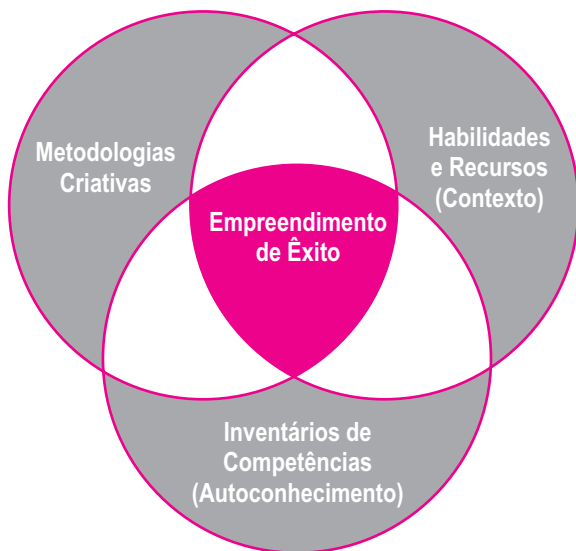 Metodologias
Criativas
Habilidades
e Recursos
(Contexto)
Empreendimento
de Êxito
Inventários de
Competências
(Autoconhecimento)